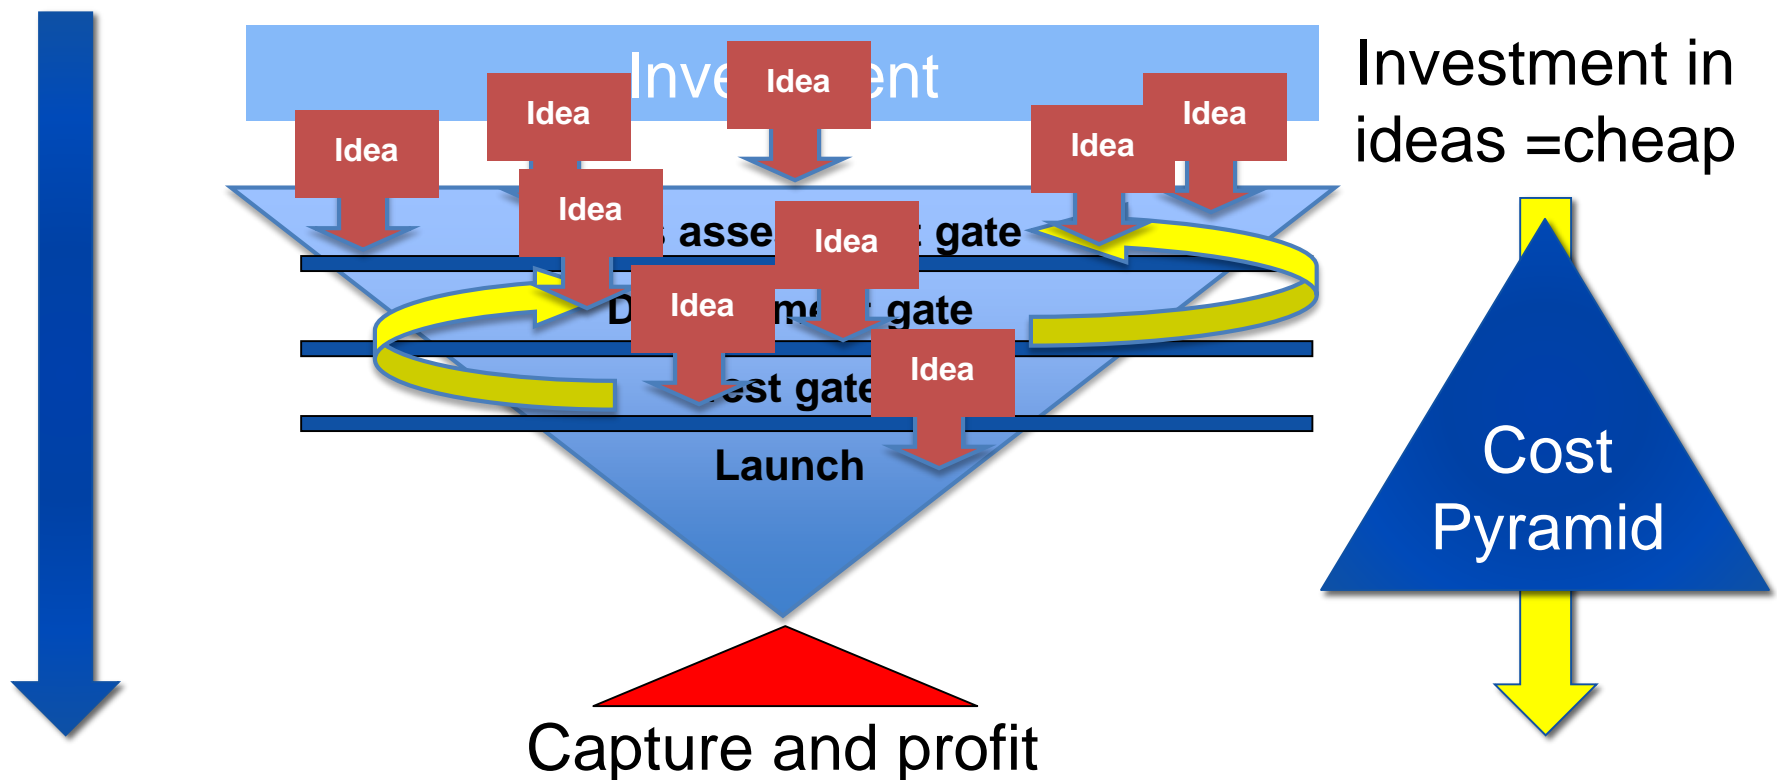 Investment in
ideas =cheap
Idea
Idea
Idea
Idea
Idea
Idea
Idea
gate
Idea
gate
Idea
gate
Launch
Cost
Pyramid
Capture and profit